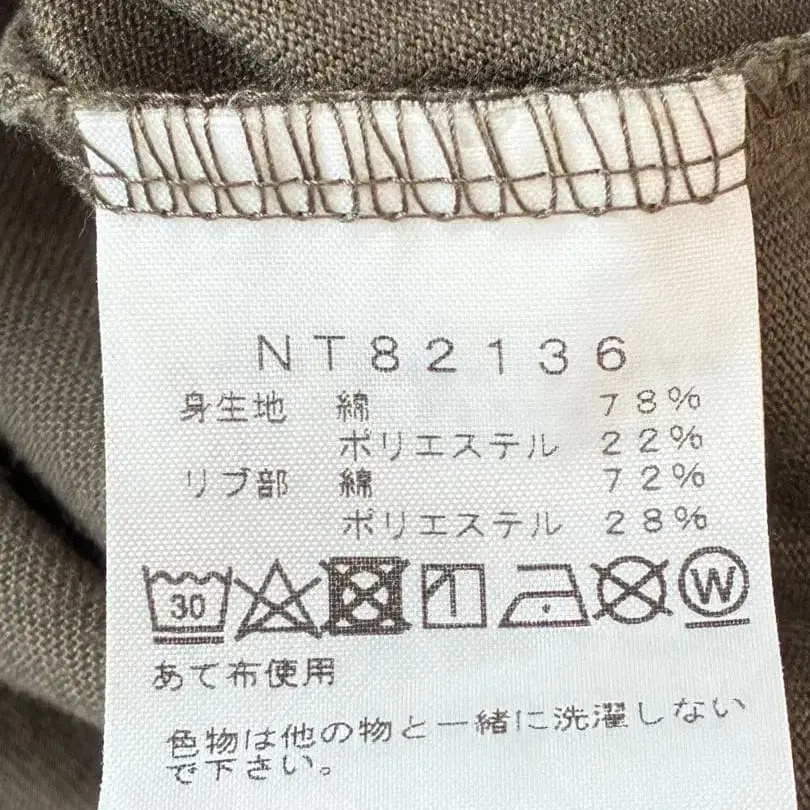 NT82136
身生地 綿 78%
ポリエステル 22%
リブ部 綿 72%
ポリエステル 28%
30 W
あて布使用
色物は他の物と一緒に洗濯しない
で下さい。